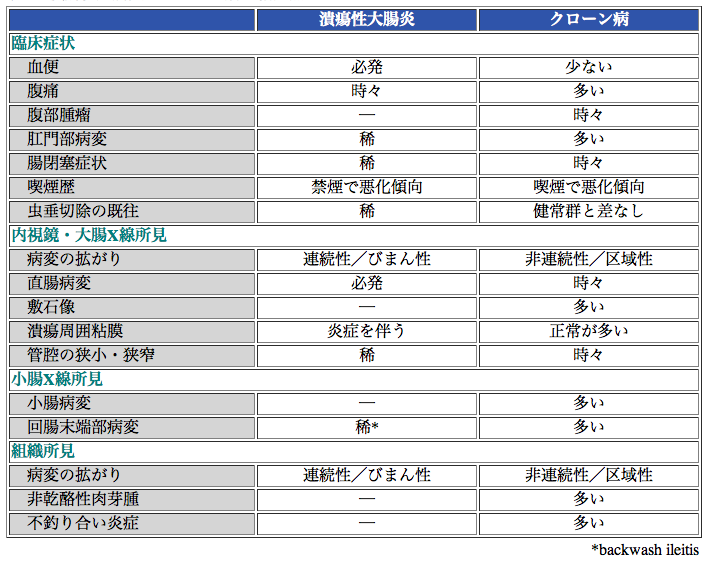 潰瘍性大腸炎 クローン病
臨床症状
血便 必発 少ない
腹痛 時々 多い
腹部腫瘤 — 時々
肛門部病変 稀 多い
腸閉塞症状 稀 時々
喫煙歴 禁煙で悪化傾向 喫煙で悪化傾向
虫垂切除の既往 稀 健常群と差なし
内視鏡・大腸X線所見
病変の拡がり 連続性／びまん性 非連続性／区域性
直腸病変 必発 時々
敷石像 — 多い
潰瘍周囲粘膜 炎症を伴う 正常が多い
管腔の狭小・狭窄 稀 時々
小腸X線所見
小腸病変 — 多い
回腸末端部病変 稀* 多い
組織所見
病変の拡がり 連続性／びまん性 非連続性／区域性
非乾酪性肉芽腫 — 多い
不釣り合い炎症 — 多い
*backwash ileitis